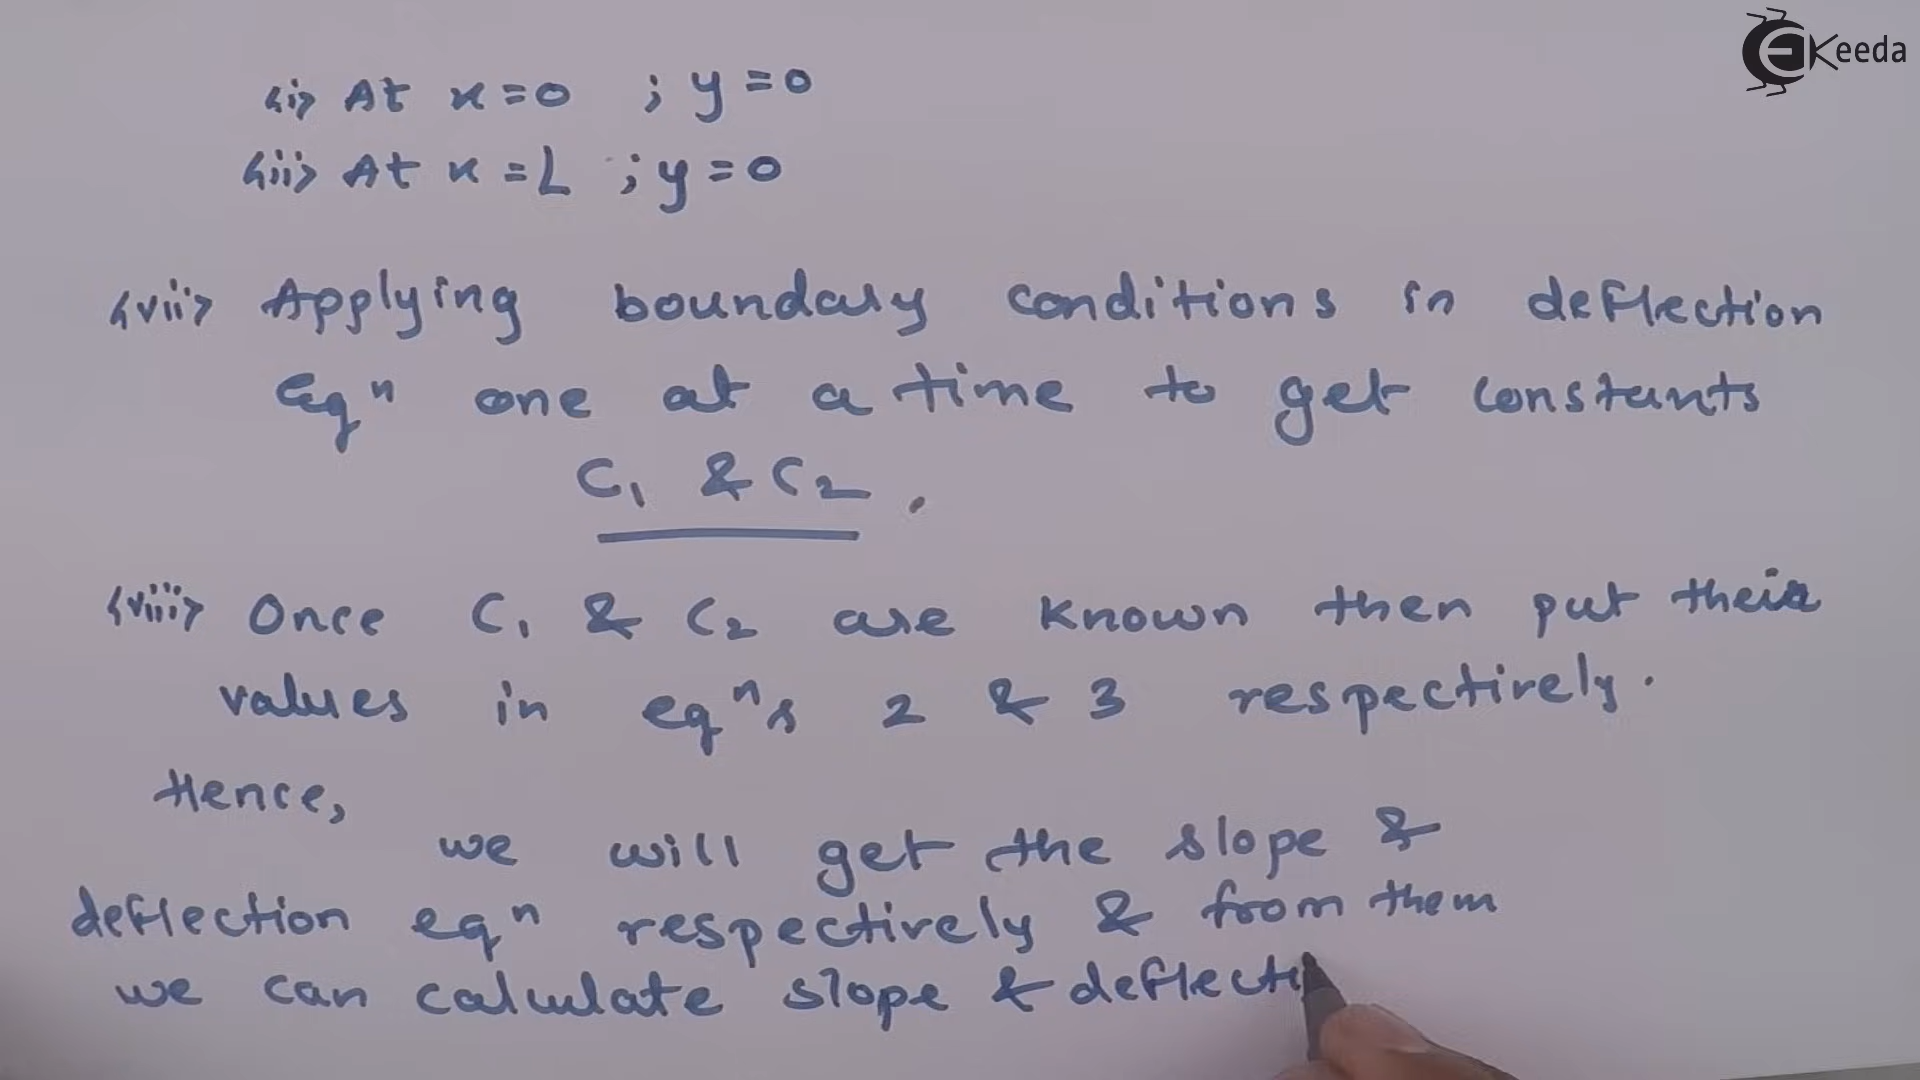 Keeda
<i> At x=0 ; y=0
<ii> At x=L ; y=0
<vii> Applying boundary conditions in deflection
eqⁿ one at a time to get constants
C₁ & C₂ .
<viii> Once C₁ & C₂ are known then put their
values in eqⁿs 2 & 3 respectively.
Hence,
we will get the slope &
deflection eqⁿ respectively & from them
we can calculate slope & deflecti